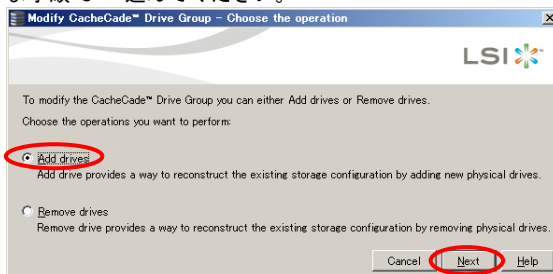 Modify CacheCade™ Drive Group - Choose the operation
LSI
To modify the CacheCade™ Drive Group you can either Add drives or Remove drives.
Choose the operations you want to perform:
Add drives
Add drive provides a way to reconstruct the existing storage configuration by adding new physical drives.
Remove drives
Remove drive provides a way to reconstruct the existing storage configuration by removing physical drives.
Cancel Next Help